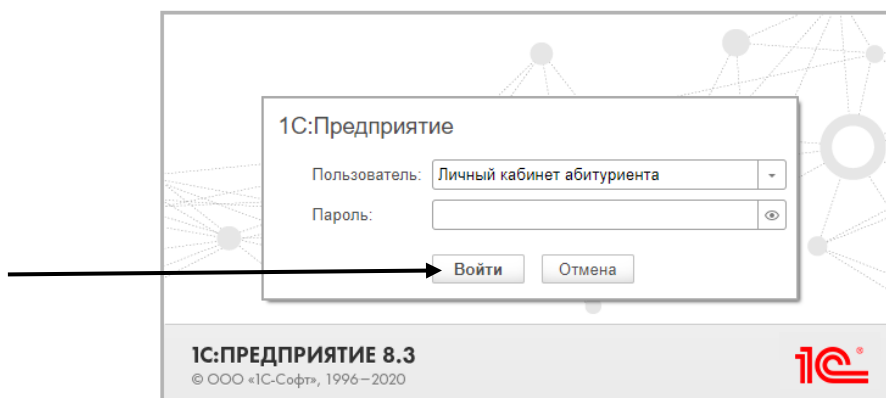 1С:Предприятие
Пользователь: Личный кабинет абитуриента
Пароль:
Войти Отмена
1С:ПРЕДПРИЯТИЕ 8.3
© ООО «1С-Софт», 1996–2020
1С